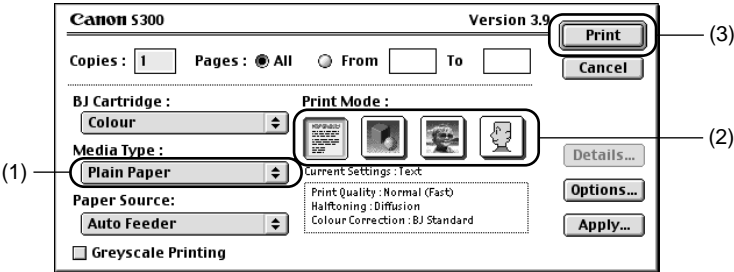 Canon S300 Version 3.9
Print
(3)
Copies : 1 Pages : All From To
Cancel
BJ Cartridge :
Print Mode :
Colour
(2)
Media Type :
Details...
(1)
Plain Paper
Current Settings : Text
Paper Source:
Print Quality : Normal (Fast)
Options...
Halftoning : Diffusion
Auto Feeder
Colour Correction : BJ Standard
Apply...
Greyscale Printing